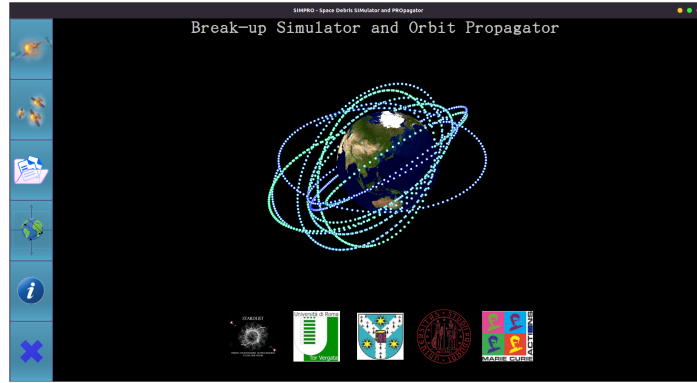 SIMPRO - Space Debris SIMulator and PROpagator
Break-up Simulator and Orbit Propagator
STARDUST
Università di Roma
Tor Vergata
MARIE CURIE
ACTIONS